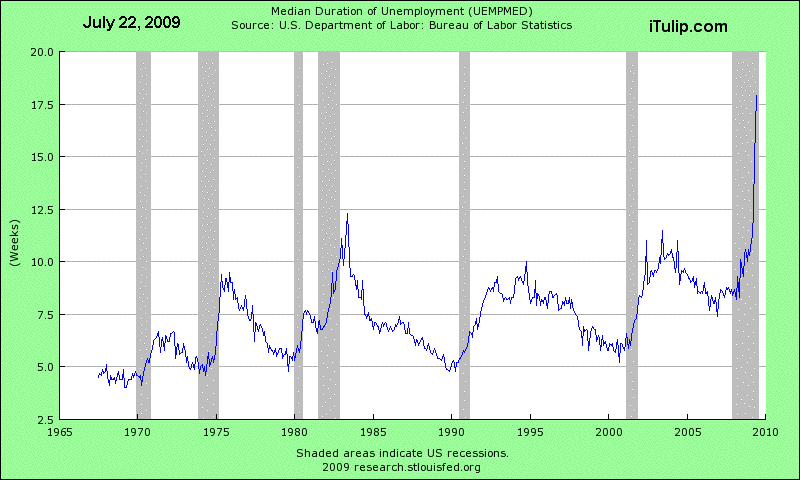 July 22, 2009
Median Duration of Unemployment (UEMPMED)
Source: U.S. Department of Labor: Bureau of Labor Statistics
iTulip.com
20.0
17.5
15.0
12.5
10.0
7.5
5.0
2.5
(Weeks)
1965 1970 1975 1980 1985 1990 1995 2000 2005 2010
Shaded areas indicate US recessions.
2009 research.stlouisfed.org